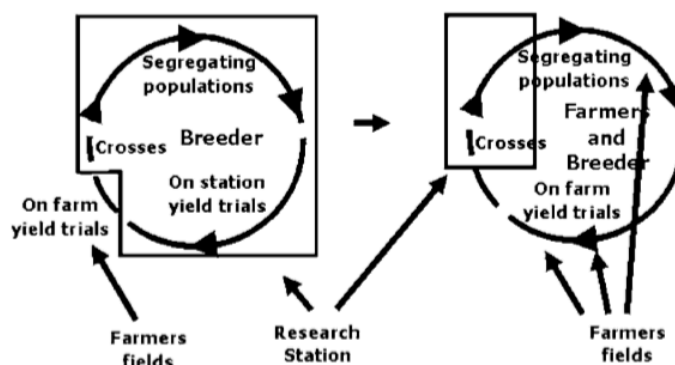 Segregating
populations
Crosses
Breeder
On station
yield trials
On farm
yield trials
Farmers
fields
Research
Station
Segregating
populations
Crosses
Farmers
and
Breeder
On farm
yield trials
Farmers
fields